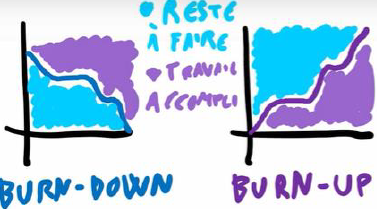 • RESTE
À FAIRE
• TRAVAIL
ACCOMPLI
BURN-DOWN
BURN-UP